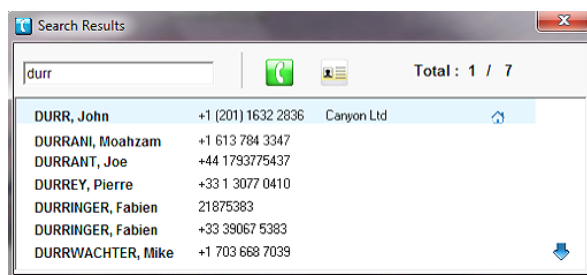 Search Results
durr
Total : 1 / 7
DURR, John +1 (201) 1632 2836 Canyon Ltd
DURRANI, Moahzam +1 613 784 3347
DURRANT, Joe +44 1793775437
DURREY, Pierre +33 1 3077 0410
DURRINGER, Fabien 21875383
DURRINGER, Fabien +33 39067 5383
DURRWACHTER, Mike +1 703 668 7039